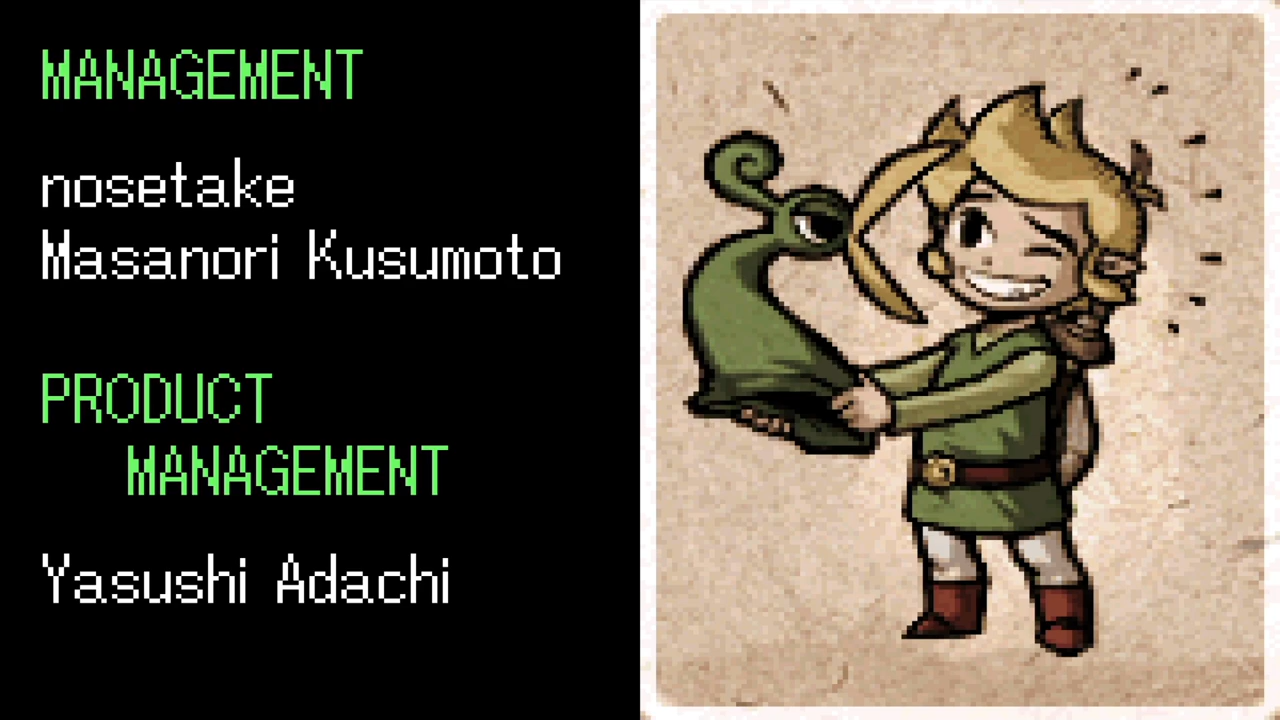 MANAGEMENT
nosetake
Masanori Kusumoto
PRODUCT
MANAGEMENT
Yasushi Adachi